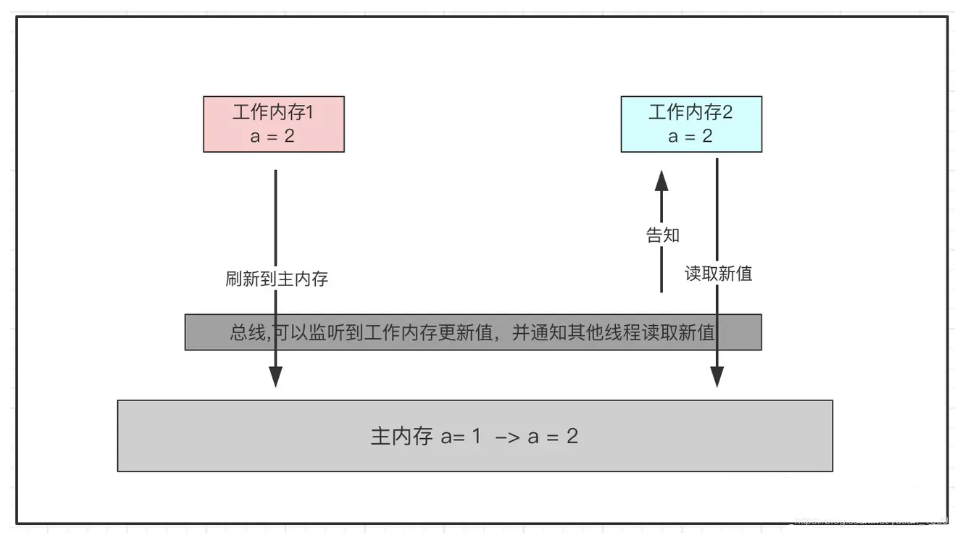 工作内存1
a = 2
工作内存2
a = 2
告知
读取新值
刷新到主内存
总线,可以监听到工作内存更新值，并通知其他线程读取新值
主内存 a= 1 -> a = 2